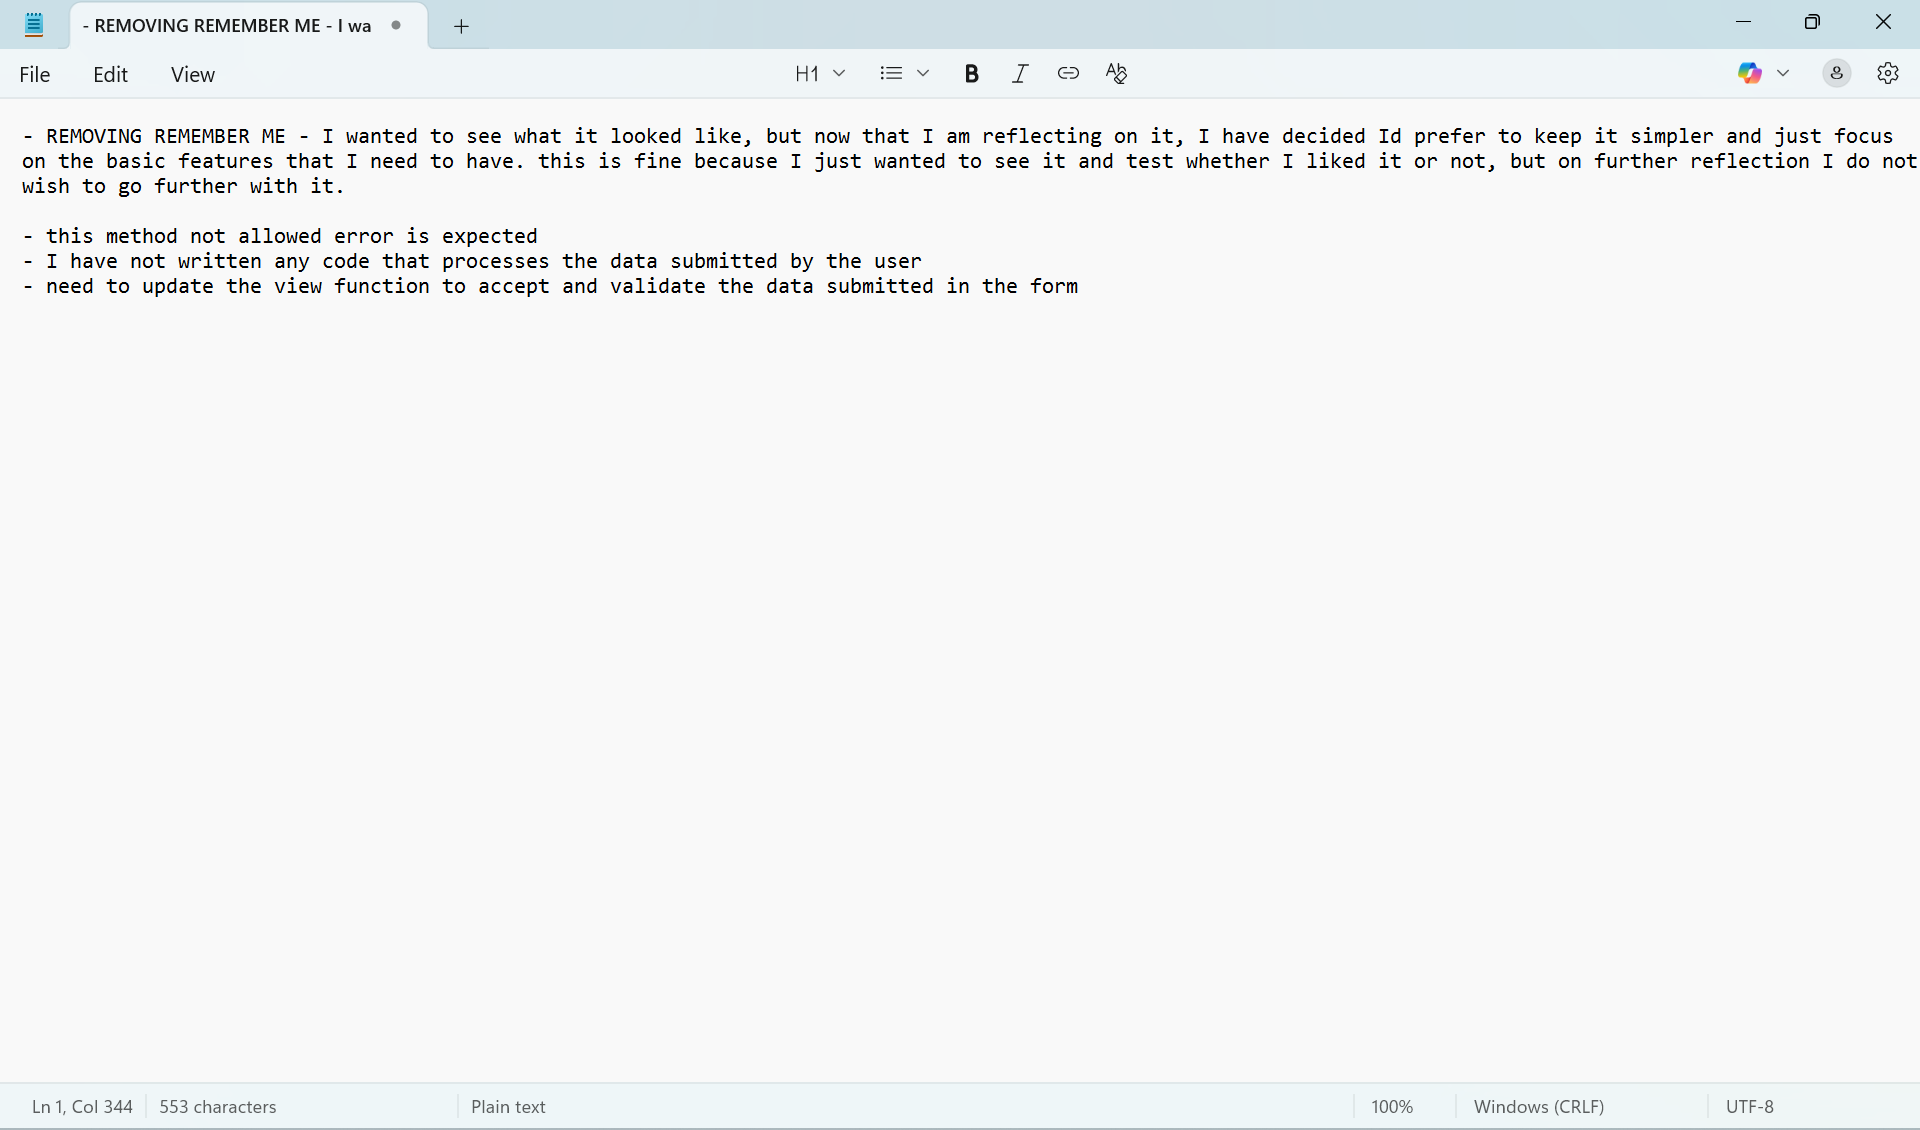 - REMOVING REMEMBER ME - I wa
File Edit View H1 B I Ab
- REMOVING REMEMBER ME - I wanted to see what it looked like, but now that I am reflecting on it, I have decided Id prefer to keep it simpler and just focus
on the basic features that I need to have. this is fine because I just wanted to see it and test whether I liked it or not, but on further reflection I do not
wish to go further with it.
- this method not allowed error is expected
- I have not written any code that processes the data submitted by the user
- need to update the view function to accept and validate the data submitted in the form
Ln 1, Col 344 553 characters Plain text 100% Windows (CRLF) UTF-8